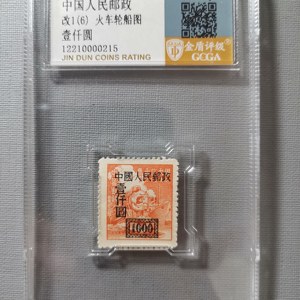 中国人民邮政
改1(6) 火车轮船图
壹仟圆
12210000215
JIN DUN COINS RATING
金盾评级
GCGA
中國人民郵政
壹仟圓
1000